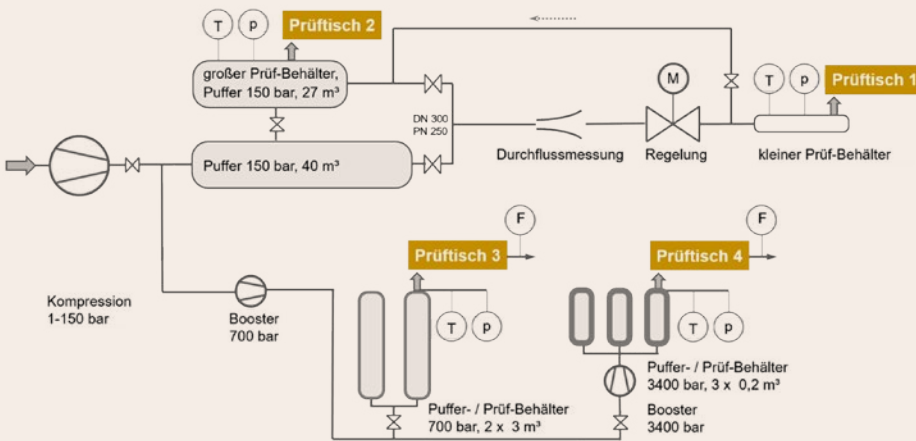 T
p
Prüftisch 2
großer Prüf-Behälter,
Puffer 150 bar, 27 m³
DN 300
PN 250
Puffer 150 bar, 40 m³
Durchflussmessung
M
Regelung
T
p
Prüftisch 1
kleiner Prüf-Behälter
Kompression
1-150 bar
Booster
700 bar
Prüftisch 3
F
T
p
Puffer- / Prüf-Behälter
700 bar, 2 x 3 m³
Prüftisch 4
F
T
p
Puffer- / Prüf-Behälter
3400 bar, 3 x 0,2 m³
Booster
3400 bar